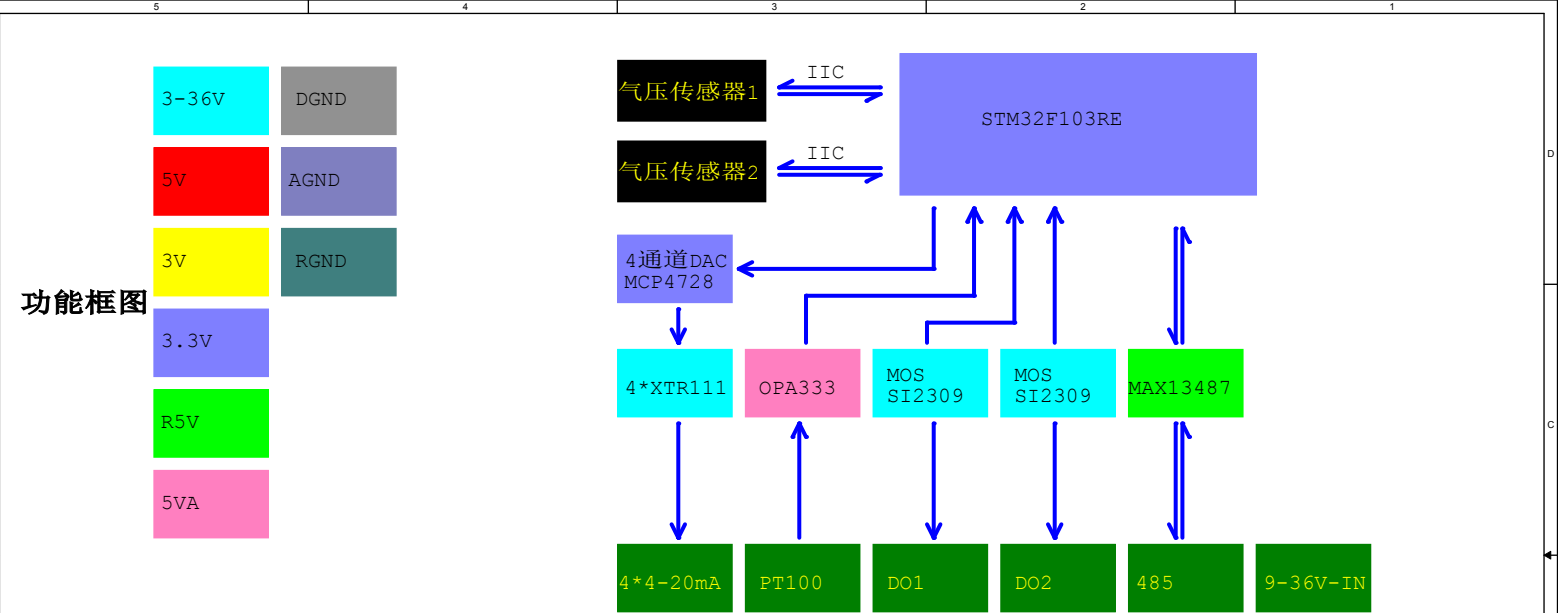 5 4 3 2 1
3-36V DGND
5V AGND
3V RGND
3.3V
R5V
5VA
功能框图
气压传感器1
IIC
STM32F103RE
气压传感器2
IIC
D
4通道DAC
MCP4728
4*XTR111
OPA333
MOS
SI2309
MOS
SI2309
MAX13487
C
4*4-20mA
PT100
DO1
DO2
485
9-36V-IN